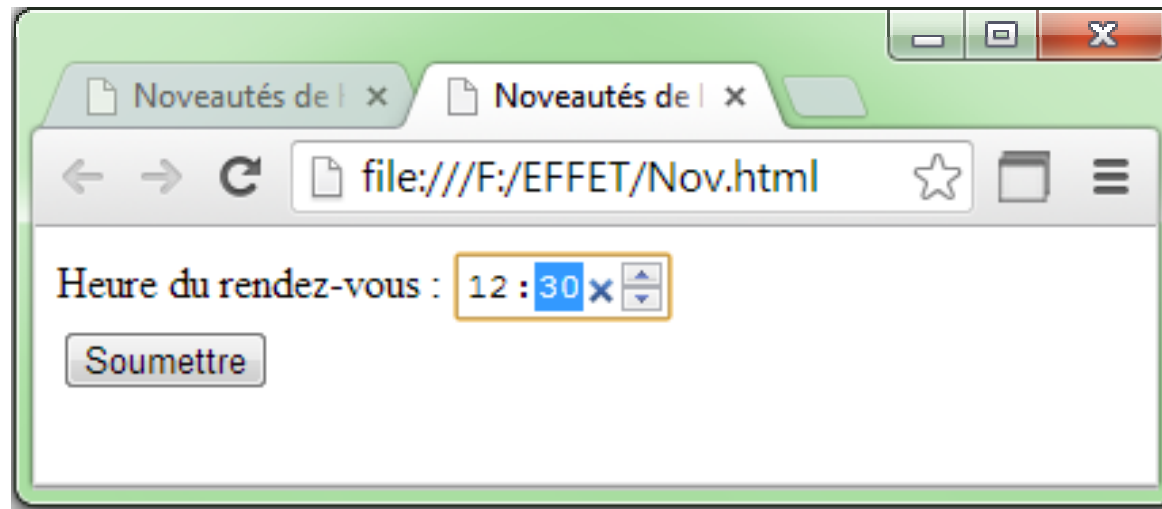 Noveautés de Noveautés de
file:///F:/EFFET/Nov.html
Heure du rendez-vous : 12:30
Soumettre